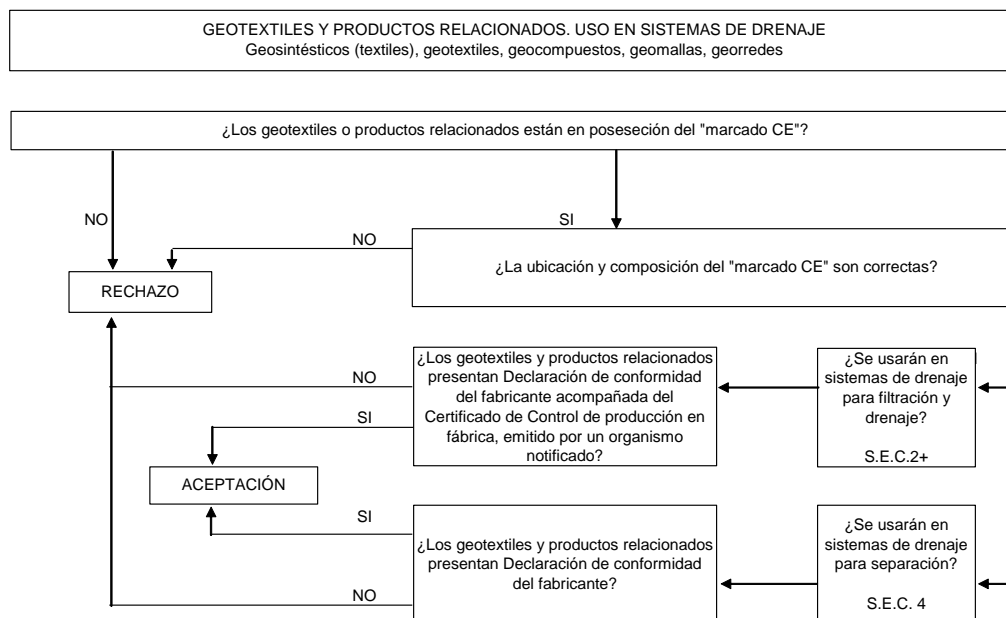 GEOTEXTILES Y PRODUCTOS RELACIONADOS. USO EN SISTEMAS DE DRENAJE
Geosintésticos (textiles), geotextiles, geocompuestos, geomallas, georredes
¿Los geotextiles o productos relacionados están en poseseción del "marcado CE"?
NO
SI
NO
¿La ubicación y composición del "marcado CE" son correctas?
RECHAZO
¿Los geotextiles y productos relacionados
presentan Declaración de conformidad
del fabricante acompañada del
Certificado de Control de producción en
fábrica, emitido por un organismo
notificado?
NO
SI
¿Se usarán en
sistemas de drenaje
para filtración y
drenaje?
S.E.C.2+
ACEPTACIÓN
SI
¿Los geotextiles y productos relacionados
presentan Declaración de conformidad
del fabricante?
NO
¿Se usarán en
sistemas de drenaje
para separación?
S.E.C. 4